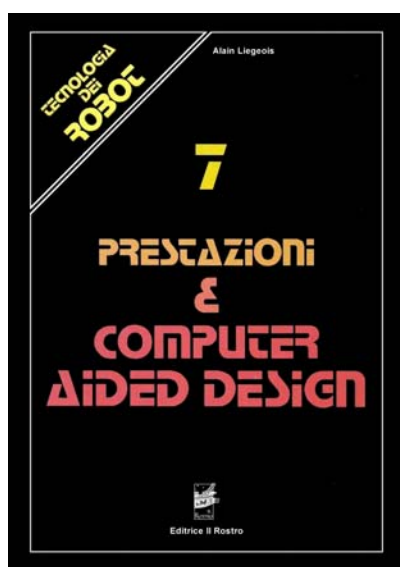 Alain Liegeois
TECNOLOGIA
DEI
ROBOT
7
PRESTAZIONI
&
COMPUTER
AIDED DESIGN
Editrice Il Rostro